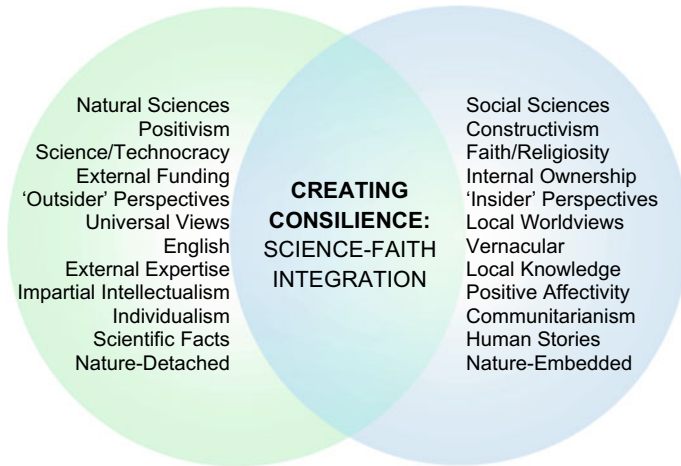 Natural Sciences
Positivism
Science/Technocracy
External Funding
‘Outsider’ Perspectives
Universal Views
English
External Expertise
Impartial Intellectualism
Individualism
Scientific Facts
Nature-Detached
CREATING
CONSILIENCE:
SCIENCE-FAITH
INTEGRATION
Social Sciences
Constructivism
Faith/Religiosity
Internal Ownership
‘Insider’ Perspectives
Local Worldviews
Vernacular
Local Knowledge
Positive Affectivity
Communitarianism
Human Stories
Nature-Embedded